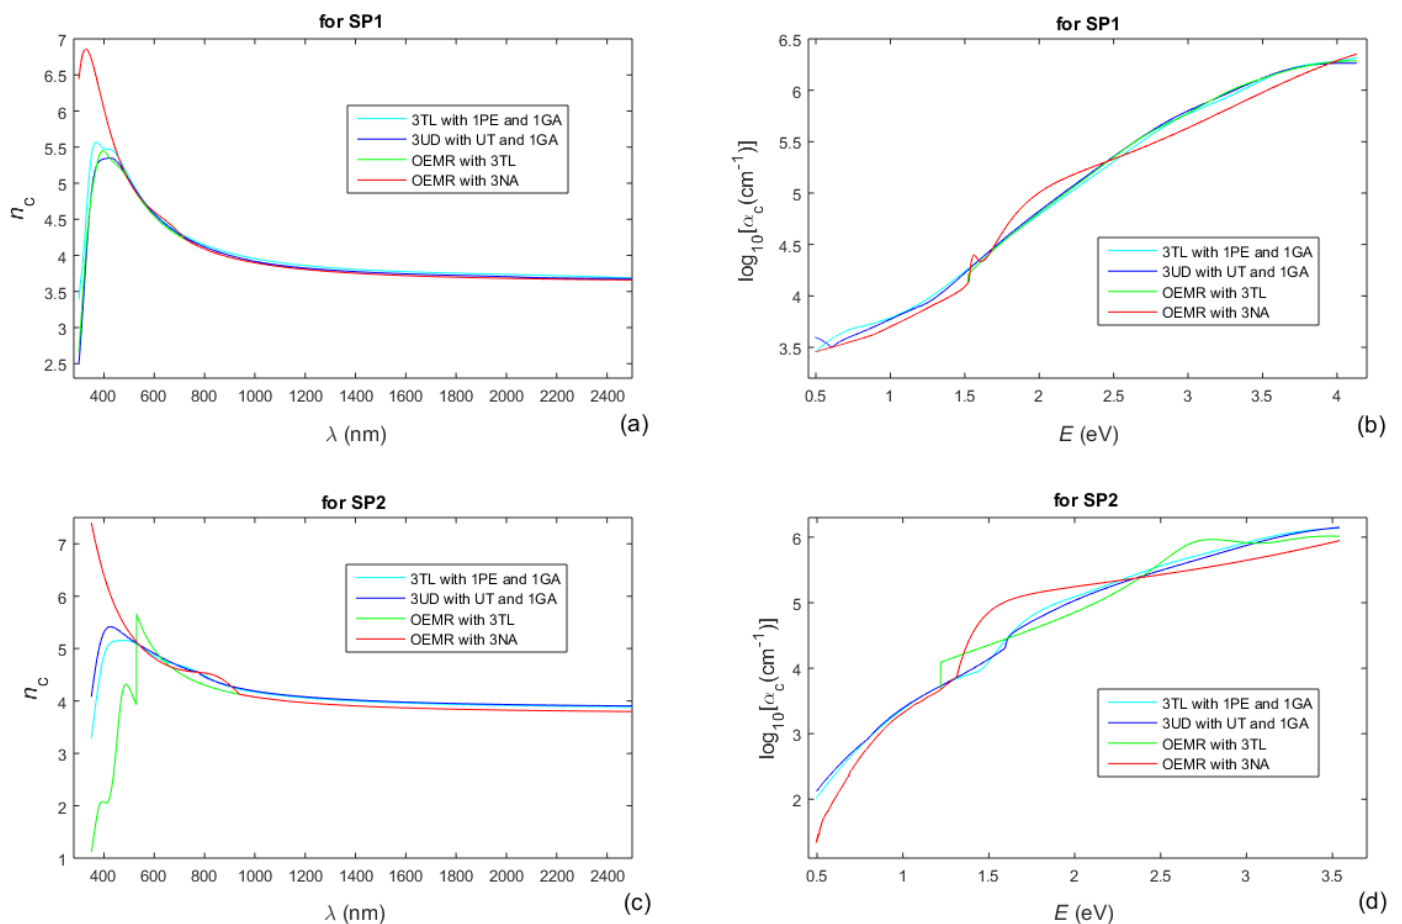 for SP1
7
6.5
6
5.5
5
4.5
4
3.5
3
2.5
n_c
400 600 800 1000 1200 1400 1600 1800 2000 2200 2400
λ (nm)
(a)
3TL with 1PE and 1GA
3UD with UT and 1GA
OEMR with 3TL
OEMR with 3NA
for SP1
6.5
6
5.5
5
4.5
4
3.5
log₁₀[α_c(cm⁻¹)]
0.5 1 1.5 2 2.5 3 3.5 4
E (eV)
(b)
3TL with 1PE and 1GA
3UD with UT and 1GA
OEMR with 3TL
OEMR with 3NA
for SP2
7
6
5
4
3
2
1
n_c
400 600 800 1000 1200 1400 1600 1800 2000 2200 2400
λ (nm)
(c)
3TL with 1PE and 1GA
3UD with UT and 1GA
OEMR with 3TL
OEMR with 3NA
for SP2
6
5
4
3
2
log₁₀[α_c(cm⁻¹)]
0.5 1 1.5 2 2.5 3 3.5
E (eV)
(d)
3TL with 1PE and 1GA
3UD with UT and 1GA
OEMR with 3TL
OEMR with 3NA